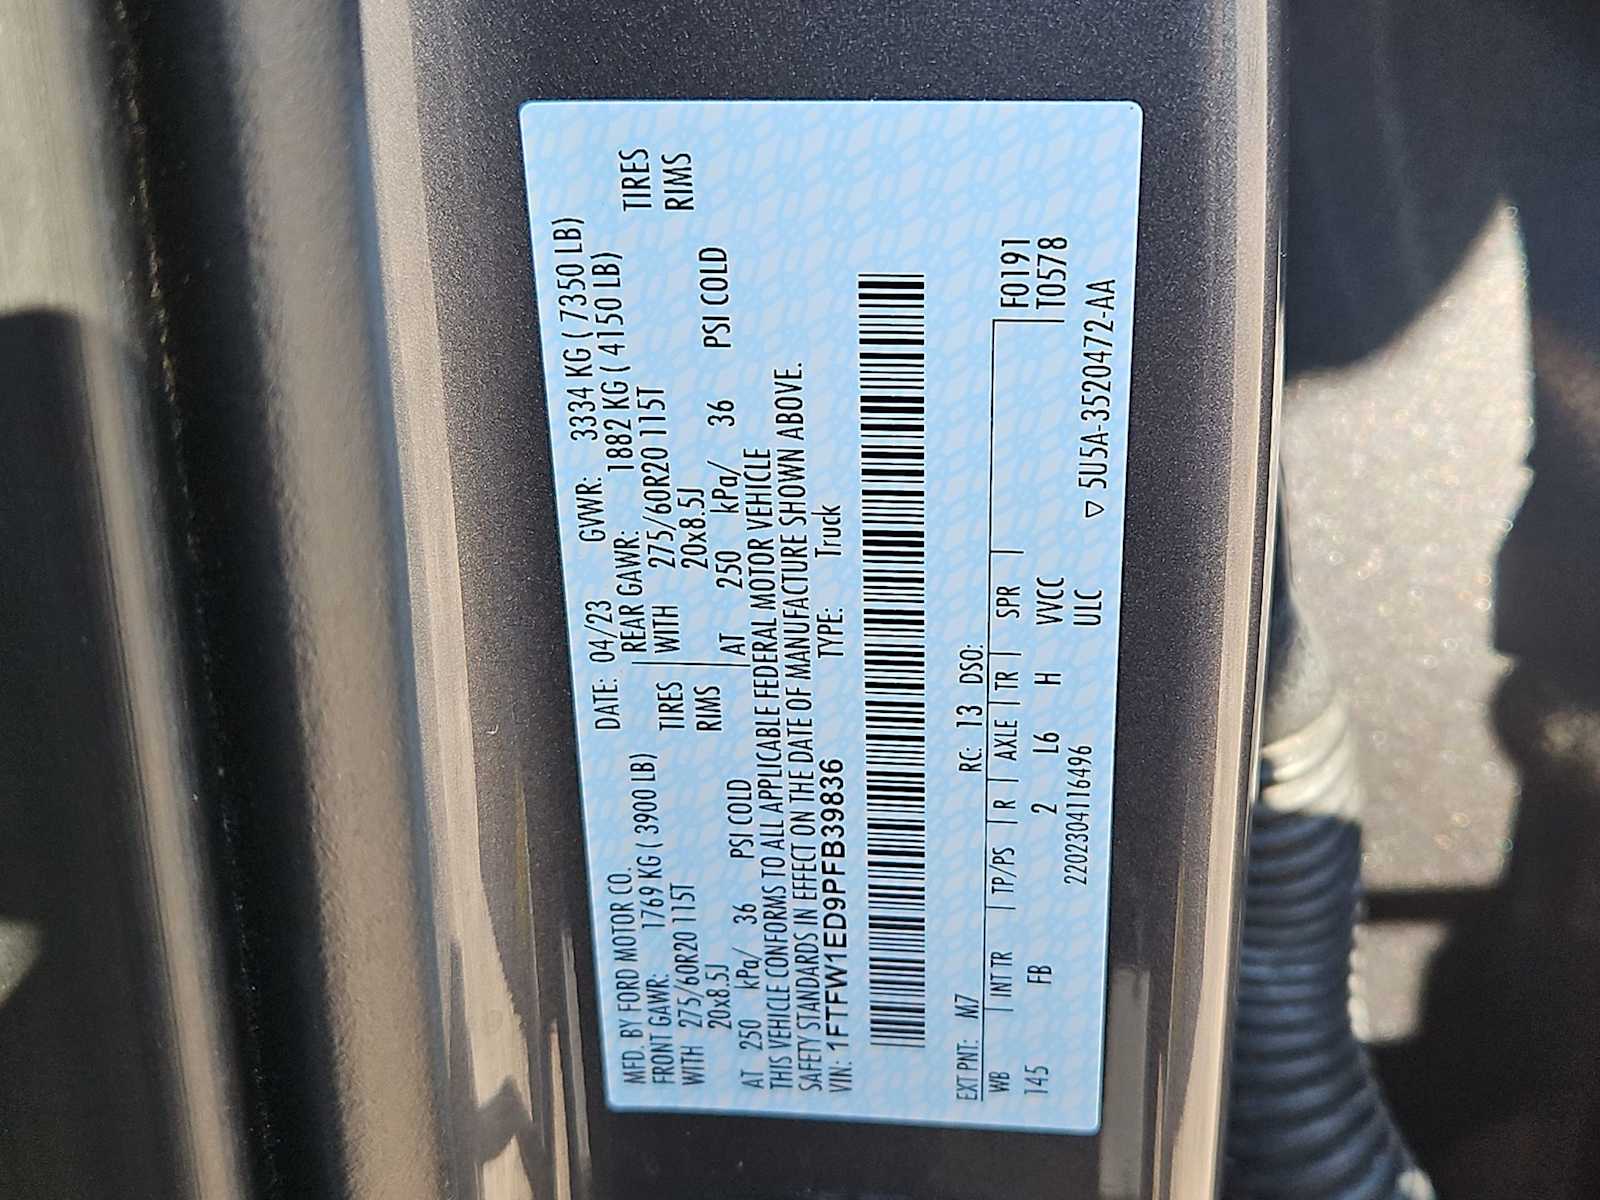 MFD. BY FORD MOTOR CO. DATE: 04/23 GVWR: 3334 KG ( 7350 LB)
FRONT GAWR: 1769 KG ( 3900 LB) REAR GAWR: 1882 KG ( 4150 LB)
WITH 275/60R20 115T TIRES WITH 275/60R20 115T TIRES
20x8.5J RIMS 20x8.5J RIMS
AT 250 kPa/ 36 PSI COLD AT 250 kPa/ 36 PSI COLD
THIS VEHICLE CONFORMS TO ALL APPLICABLE FEDERAL MOTOR VEHICLE
SAFETY STANDARDS IN EFFECT ON THE DATE OF MANUFACTURE SHOWN ABOVE.
VIN: 1FTFW1ED9PFB39836 TYPE: Truck
EXT PNT: M7 RC: 13 DSO:
WB | INT TR | TP/PS | R | AXLE | TR | SPR F0191
145 FB 2 L6 H VVCC T0578
2202304116496 ULC ▽ 5U5A-3520472-AA